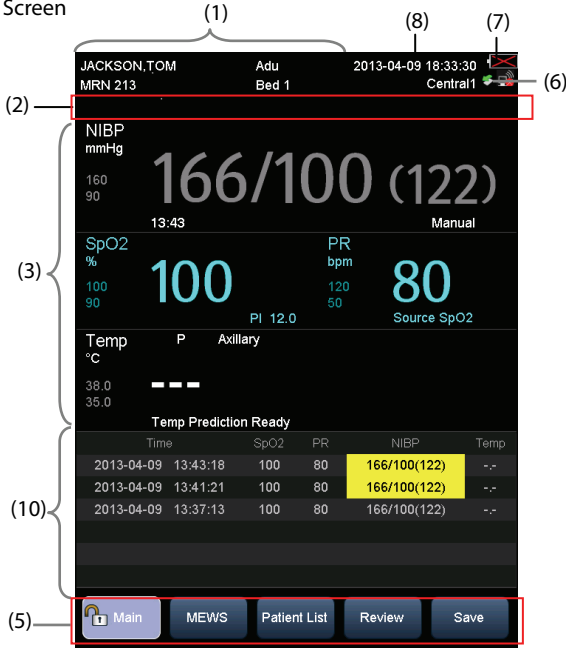 Screen
(1)
(8)
(7)
JACKSON,TOM Adu 2013-04-09 18:33:30
MRN 213 Bed 1 Central1
(6)
(2)
NIBP
mmHg
160
90
166/100 (122)
13:43 Manual
(3)
SpO2
%
100
90
100
PI 12.0
PR
bpm
120
50
80
Source SpO2
Temp P Axillary
°C
38.0
35.0
---
Temp Prediction Ready
(10)
Time SpO2 PR NIBP Temp
2013-04-09 13:43:18 100 80 166/100(122) -.-
2013-04-09 13:41:21 100 80 166/100(122) -.-
2013-04-09 13:37:13 100 80 166/100(122) -.-
(5)
Main MEWS Patient List Review Save